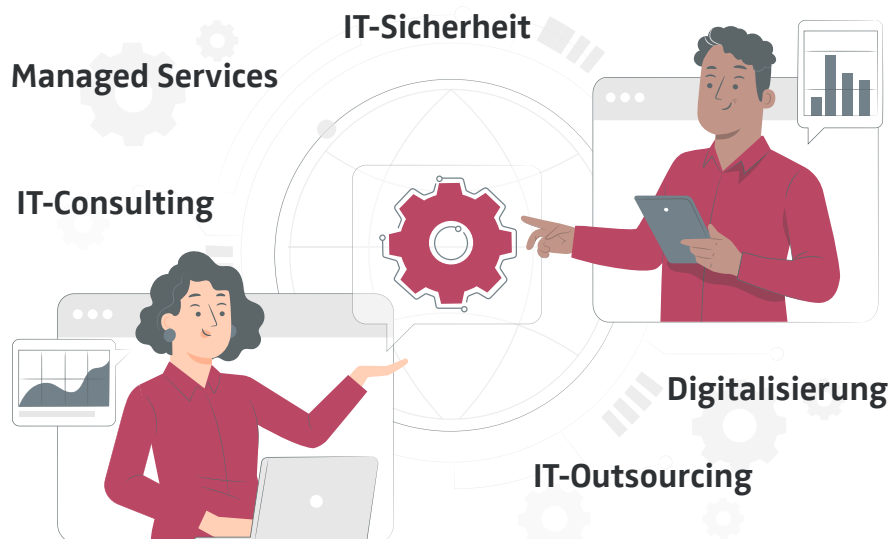 IT-Sicherheit
Managed Services
IT-Consulting
Digitalisierung
IT-Outsourcing